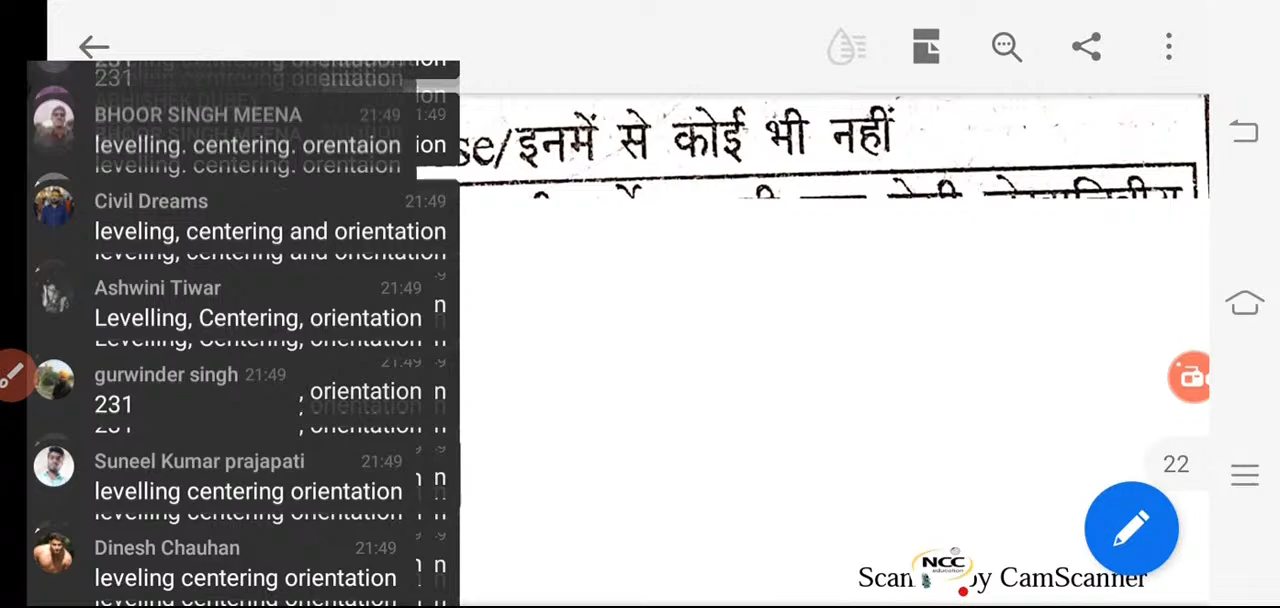 231
BHOOR SINGH MEENA 21:49
levelling. centering. orentaion
se/इनमें से कोई भी नहीं
Civil Dreams 21:49
leveling, centering and orientation
Ashwini Tiwar 21:49
Levelling, Centering, orientation
gurwinder singh 21:49
, orientation
231
Suneel Kumar prajapati 21:49
levelling centering orientation
Dinesh Chauhan 21:49
leveling centering orientation
22
NCC
education
Scan by CamScanner